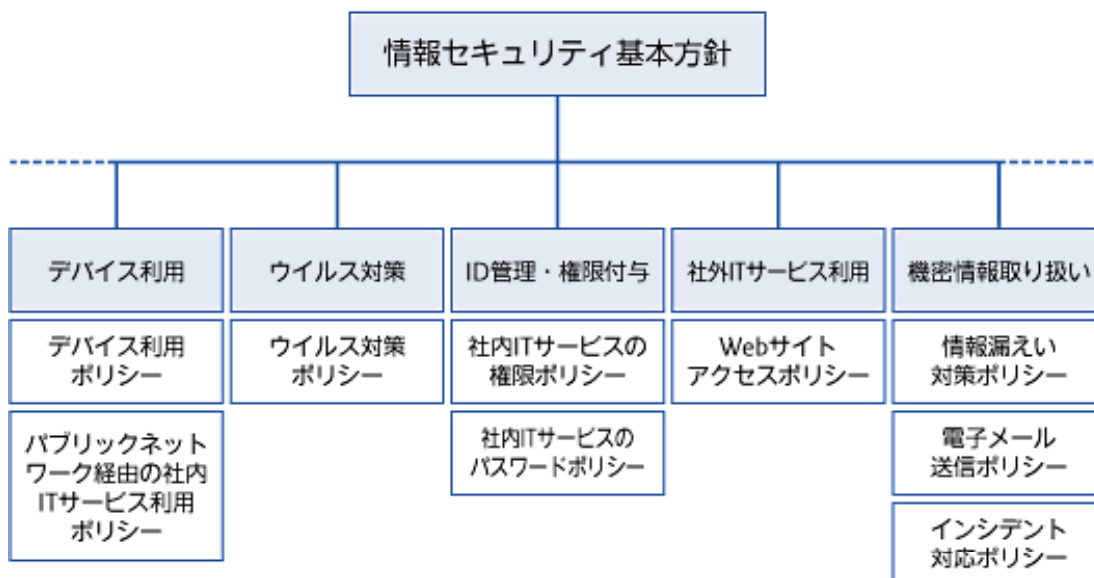 情報セキュリティ基本方針
デバイス利用
ウイルス対策
ID管理・権限付与
社外ITサービス利用
機密情報取り扱い
デバイス利用
ポリシー
ウイルス対策
ポリシー
社内ITサービスの
権限ポリシー
Webサイト
アクセスポリシー
情報漏えい
対策ポリシー
パブリックネット
ワーク経由の社内
ITサービス利用
ポリシー
社内ITサービスの
パスワードポリシー
電子メール
送信ポリシー
インシデント
対応ポリシー